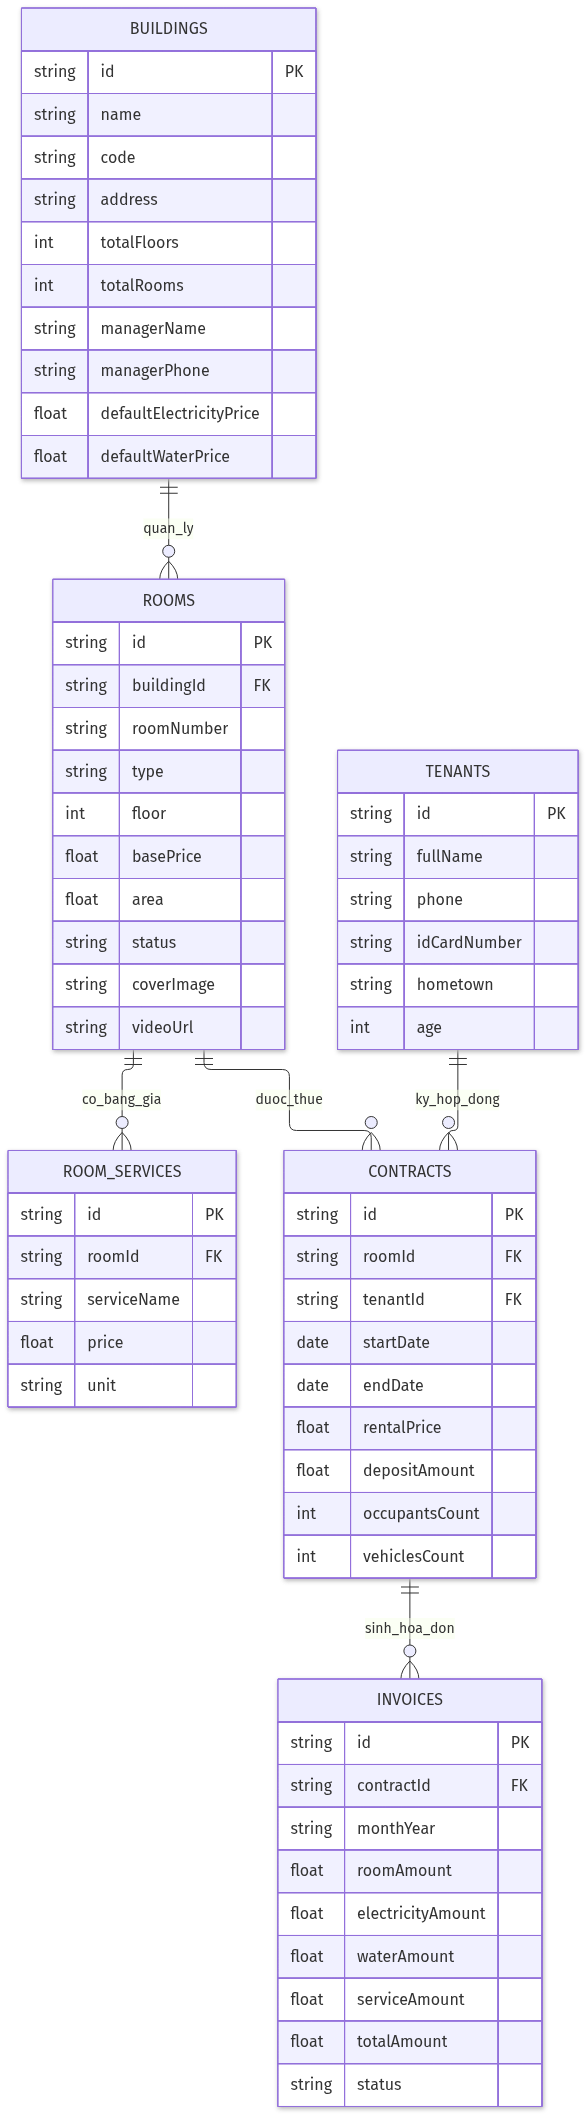 BUILDINGS
string id PK
string name
string code
string address
int totalFloors
int totalRooms
string managerName
string managerPhone
float defaultElectricityPrice
float defaultWaterPrice
quan_ly
ROOMS
string id PK
string buildingId FK
string roomNumber
string type
int floor
float basePrice
float area
string status
string coverImage
string videoUrl
TENANTS
string id PK
string fullName
string phone
string idCardNumber
string hometown
int age
co_bang_gia
duoc_thue
ky_hop_dong
ROOM_SERVICES
string id PK
string roomId FK
string serviceName
float price
string unit
CONTRACTS
string id PK
string roomId FK
string tenantId FK
date startDate
date endDate
float rentalPrice
float depositAmount
int occupantsCount
int vehiclesCount
sinh_hoa_don
INVOICES
string id PK
string contractId FK
string monthYear
float roomAmount
float electricityAmount
float waterAmount
float serviceAmount
float totalAmount
string status